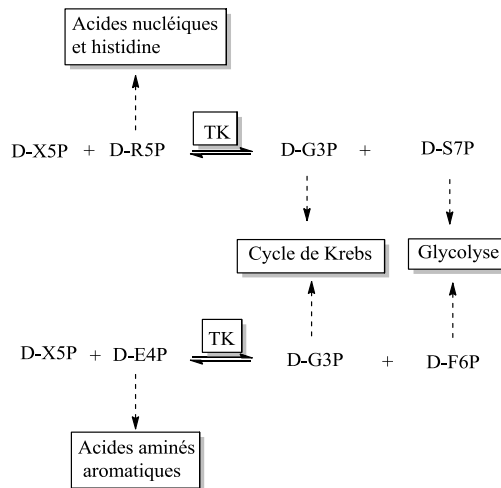 Acides nucléiques
et histidine
TK
D-X5P + D-R5P D-G3P + D-S7P
Cycle de Krebs Glycolyse
TK
D-X5P + D-E4P D-G3P + D-F6P
Acides aminés
aromatiques